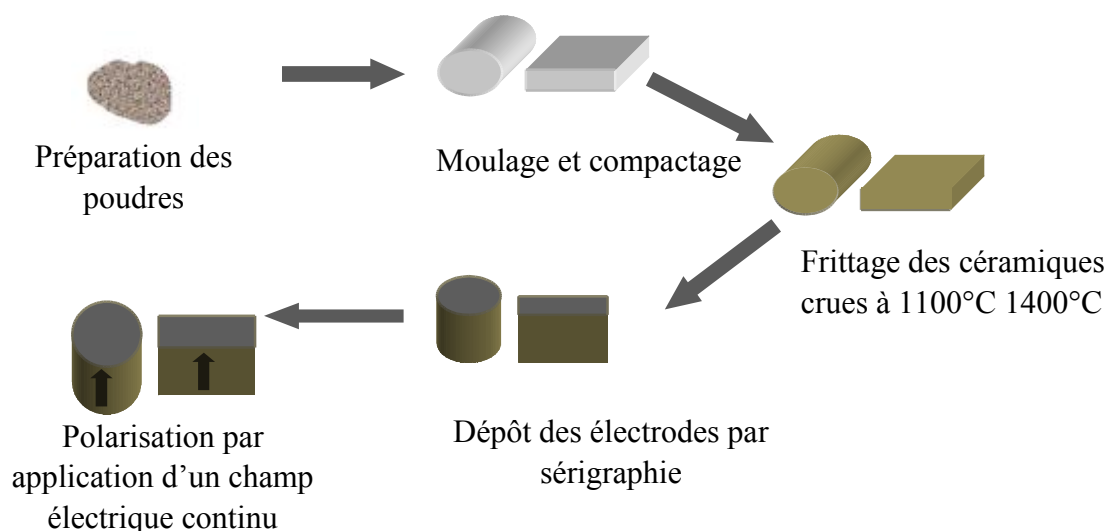 Préparation des
poudres
Moulage et compactage
Frittage des céramiques
crues à 1100°C 1400°C
Dépôt des électrodes par
sérigraphie
Polarisation par
application d’un champ
électrique continu